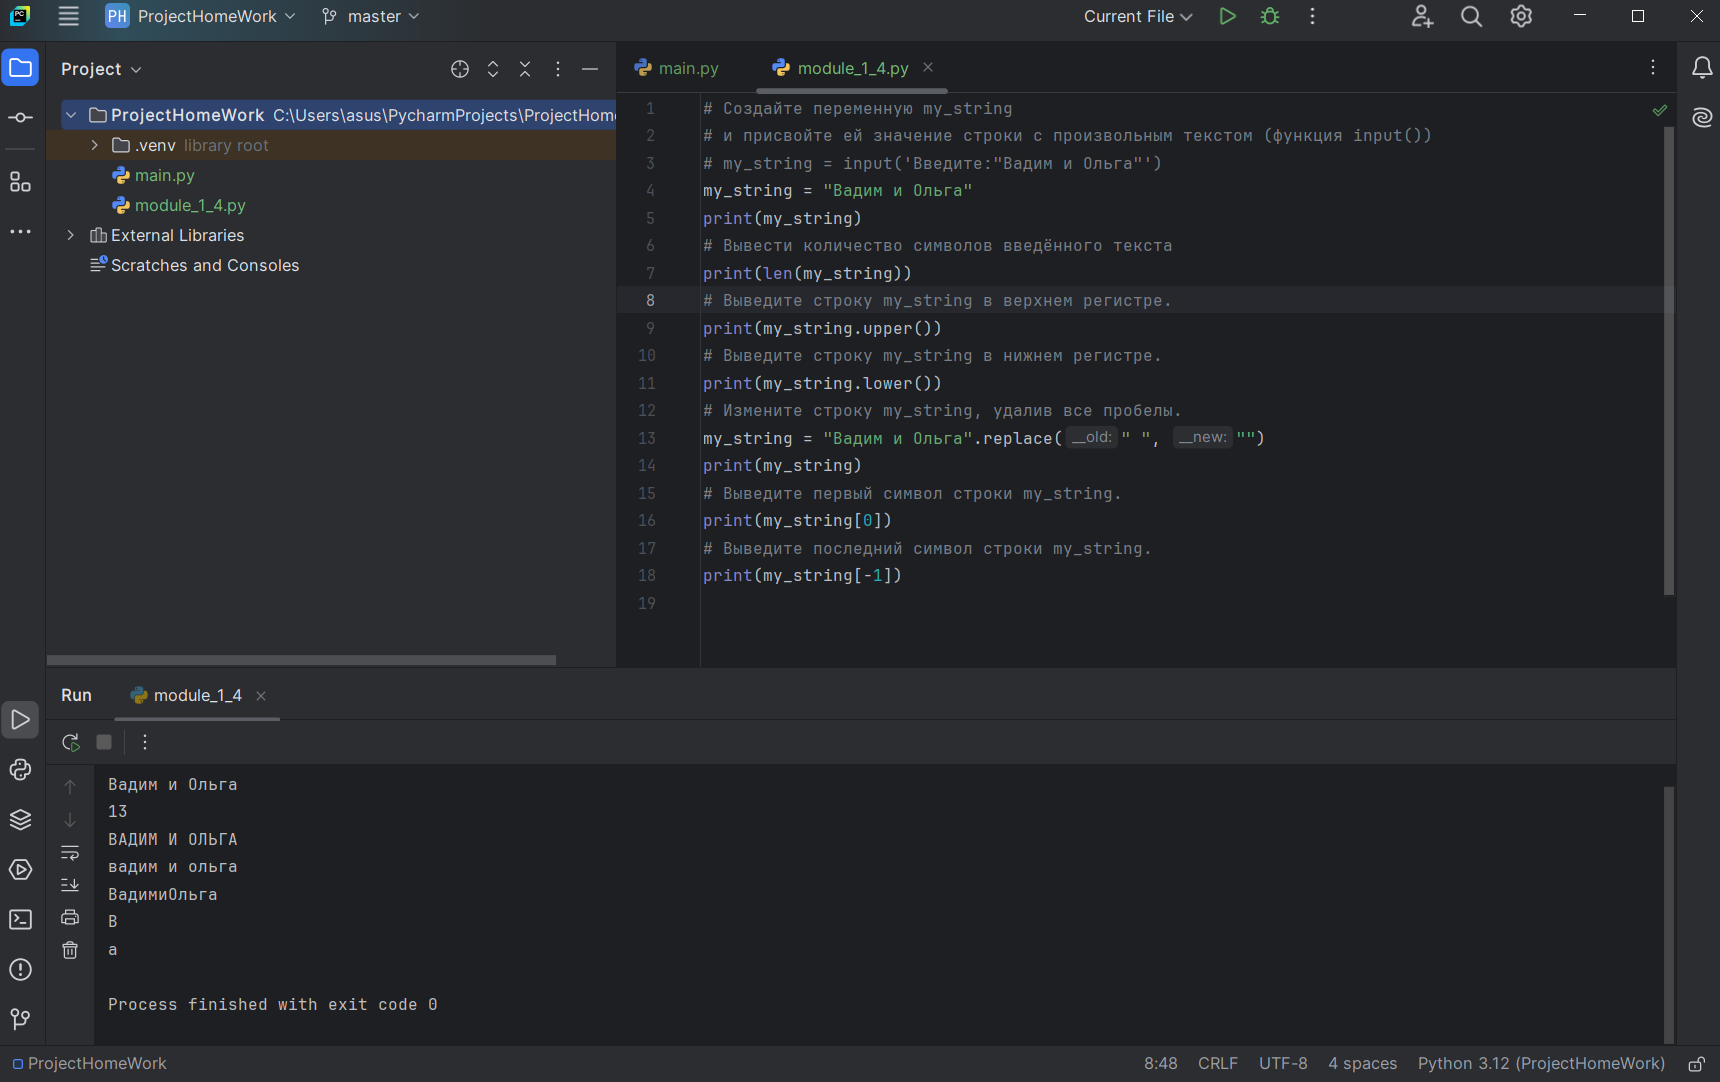 PC
PH ProjectHomeWork master Current File
Project
main.py module_1_4.py
ProjectHomeWork C:\Users\asus\PycharmProjects\ProjectHom
.venv library root
main.py
module_1_4.py
External Libraries
Scratches and Consoles
1 # Создайте переменную my_string
2 # и присвойте ей значение строки с произвольным текстом (функция input())
3 # my_string = input('Введите:"Вадим и Ольга"')
4 my_string = "Вадим и Ольга"
5 print(my_string)
6 # Вывести количество символов введённого текста
7 print(len(my_string))
8 # Выведите строку my_string в верхнем регистре.
9 print(my_string.upper())
10 # Выведите строку my_string в нижнем регистре.
11 print(my_string.lower())
12 # Измените строку my_string, удалив все пробелы.
13 my_string = "Вадим и Ольга".replace( __old: " ", __new: "")
14 print(my_string)
15 # Выведите первый символ строки my_string.
16 print(my_string[0])
17 # Выведите последний символ строки my_string.
18 print(my_string[-1])
19
Run module_1_4
Вадим и Ольга
13
ВАДИМ И ОЛЬГА
вадим и ольга
ВадимиОльга
В
а
Process finished with exit code 0
ProjectHomeWork 8:48 CRLF UTF-8 4 spaces Python 3.12 (ProjectHomeWork)